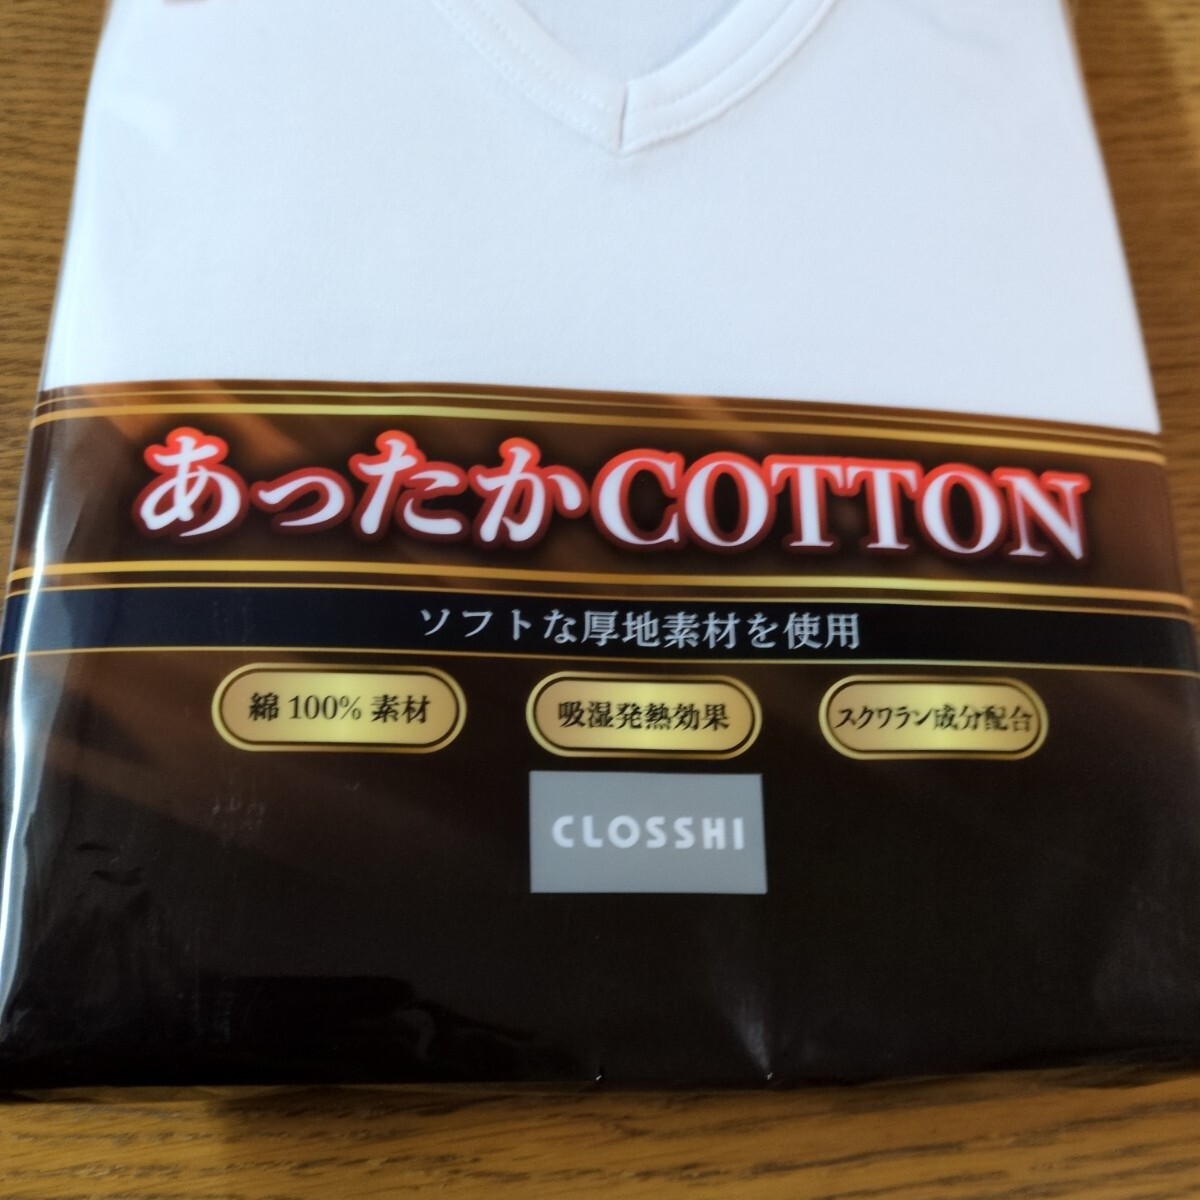 あったかCOTTON
ソフトな厚地素材を使用
綿100%素材
吸湿発熱効果
スクワラン成分配合
CLOSSHI